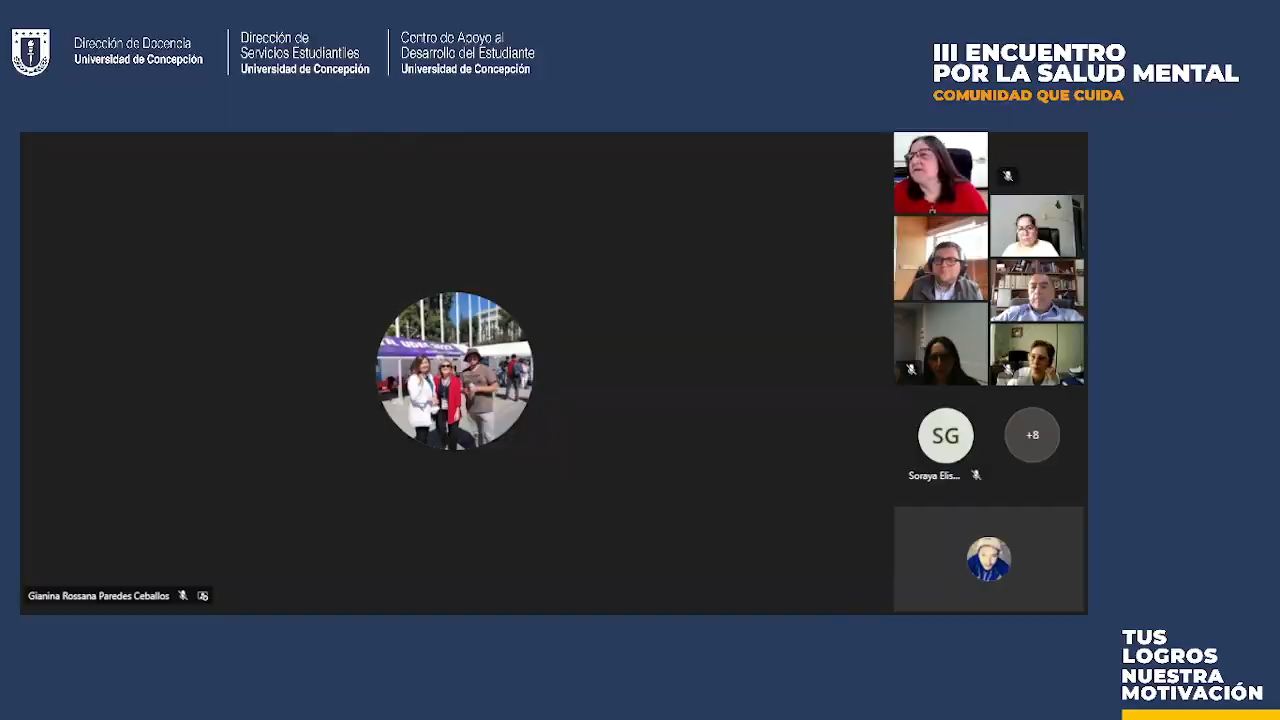 Dirección de Docencia
Universidad de Concepción
Dirección de
Servicios Estudiantiles
Universidad de Concepción
Centro de Apoyo al
Desarrollo del Estudiante
Universidad de Concepción
III ENCUENTRO
POR LA SALUD MENTAL
COMUNIDAD QUE CUIDA
SG
+8
Soraya Elis...
Gianina Rossana Paredes Ceballos
TUS
LOGROS
NUESTRA
MOTIVACIÓN